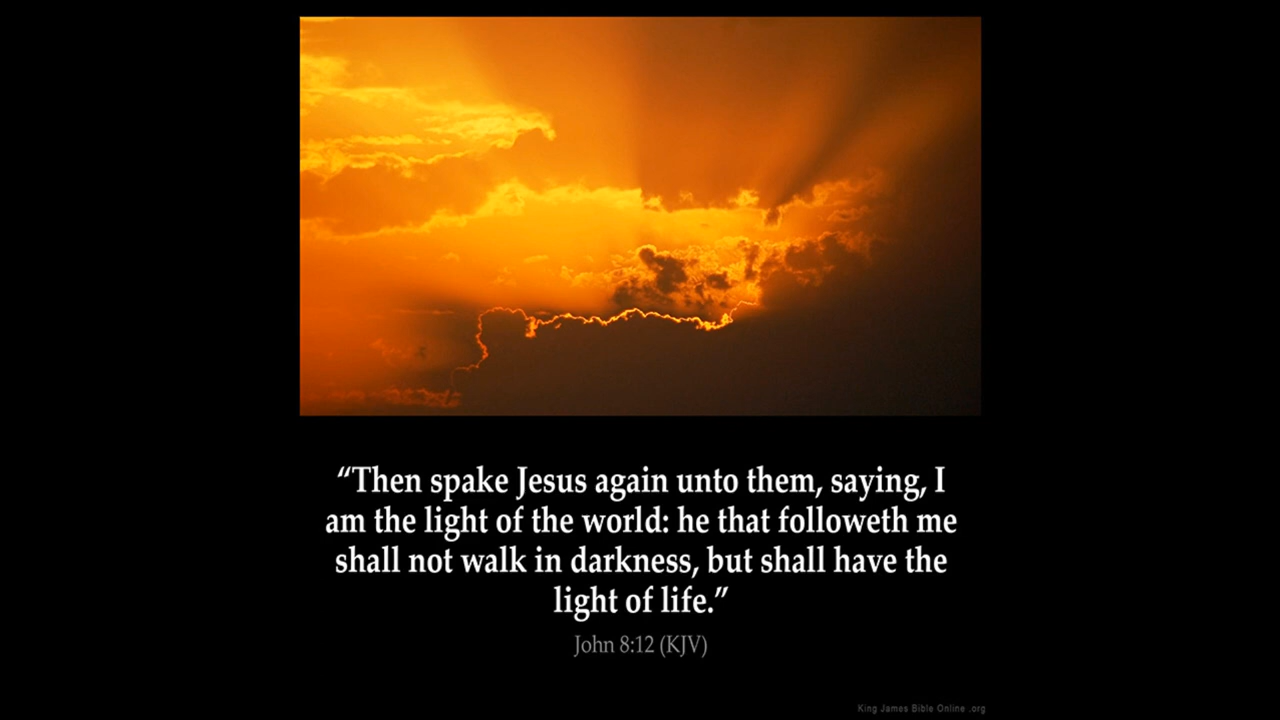 “Then spake Jesus again unto them, saying, I
am the light of the world: he that followeth me
shall not walk in darkness, but shall have the
light of life.”
John 8:12 (KJV)
King James Bible Online .org